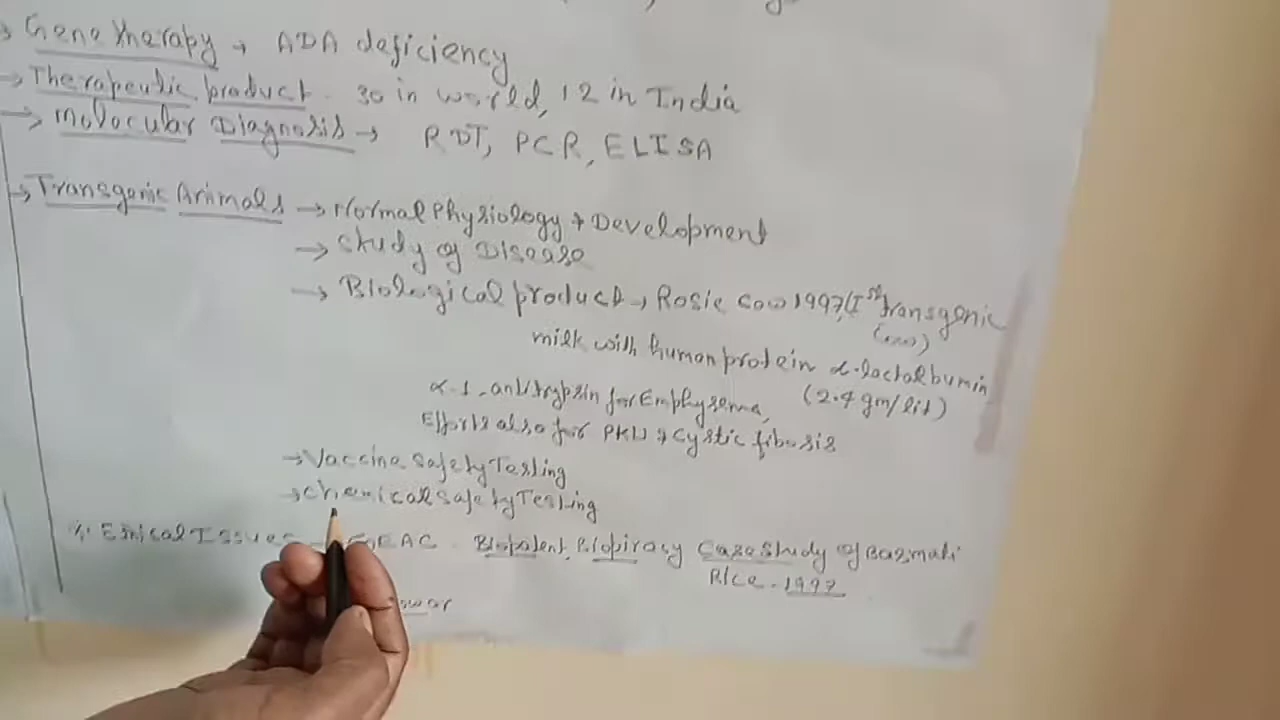 → Gene therapy → ADA deficiency
→ Therapeutic product - 30 in world, 12 in India
→ Molocular Diagnosis → RDT, PCR, ELISA
→ Transgenic Animals → Normal Physiology & Development
→ Study of Disease
→ Biological product → Rosie Cow 1997, (Ist transgenic
(cow)
milk with human protein α-lactalbumin
(2.4 gm/lit)
α-1-antitrypsin for Emphysema,
Efforts also for PKU & Cystic fibrosis
→ Vaccine Safety Testing
→ Chemical Safety Testing
Ethical Issues GEAC - Biopatent, Biopiracy Case Study of Basmati
Rice - 1997